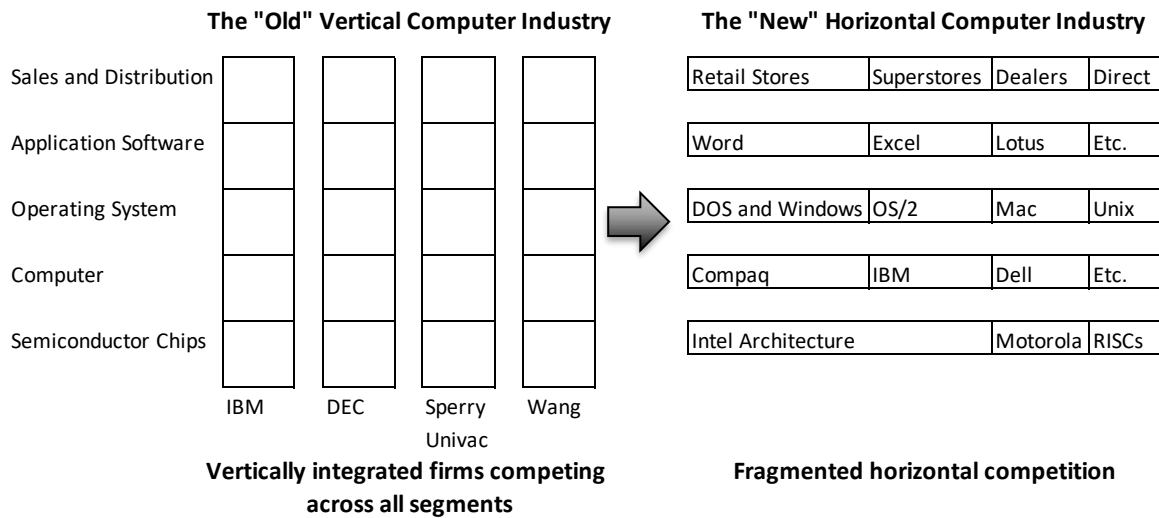 The "Old" Vertical Computer Industry The "New" Horizontal Computer Industry
Sales and Distribution Retail Stores Superstores Dealers Direct
Application Software Word Excel Lotus Etc.
Operating System DOS and Windows OS/2 Mac Unix
Computer Compaq IBM Dell Etc.
Semiconductor Chips Intel Architecture Motorola RISCs
IBM DEC Sperry Univac Wang
Vertically integrated firms competing
across all segments
Fragmented horizontal competition